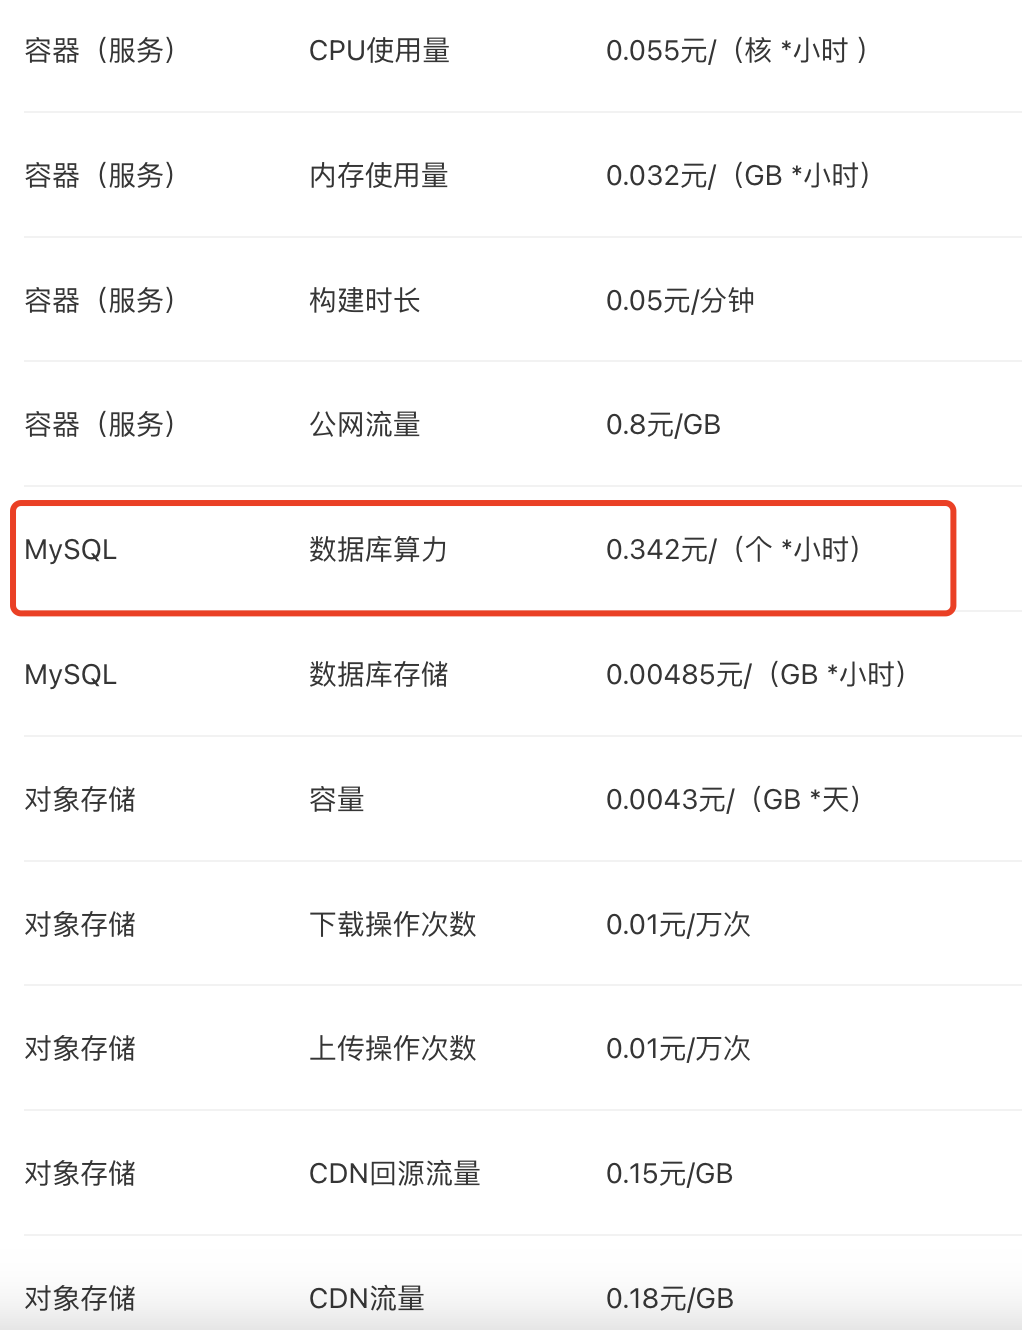 容器（服务） CPU使用量 0.055元/（核 *小时 ）
容器（服务） 内存使用量 0.032元/（GB *小时）
容器（服务） 构建时长 0.05元/分钟
容器（服务） 公网流量 0.8元/GB
MySQL 数据库算力 0.342元/（个 *小时）
MySQL 数据库存储 0.00485元/（GB *小时）
对象存储 容量 0.0043元/（GB *天）
对象存储 下载操作次数 0.01元/万次
对象存储 上传操作次数 0.01元/万次
对象存储 CDN回源流量 0.15元/GB
对象存储 CDN流量 0.18元/GB